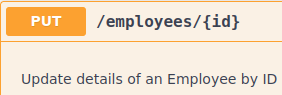 PUT /employees/{id}
Update details of an Employee by ID